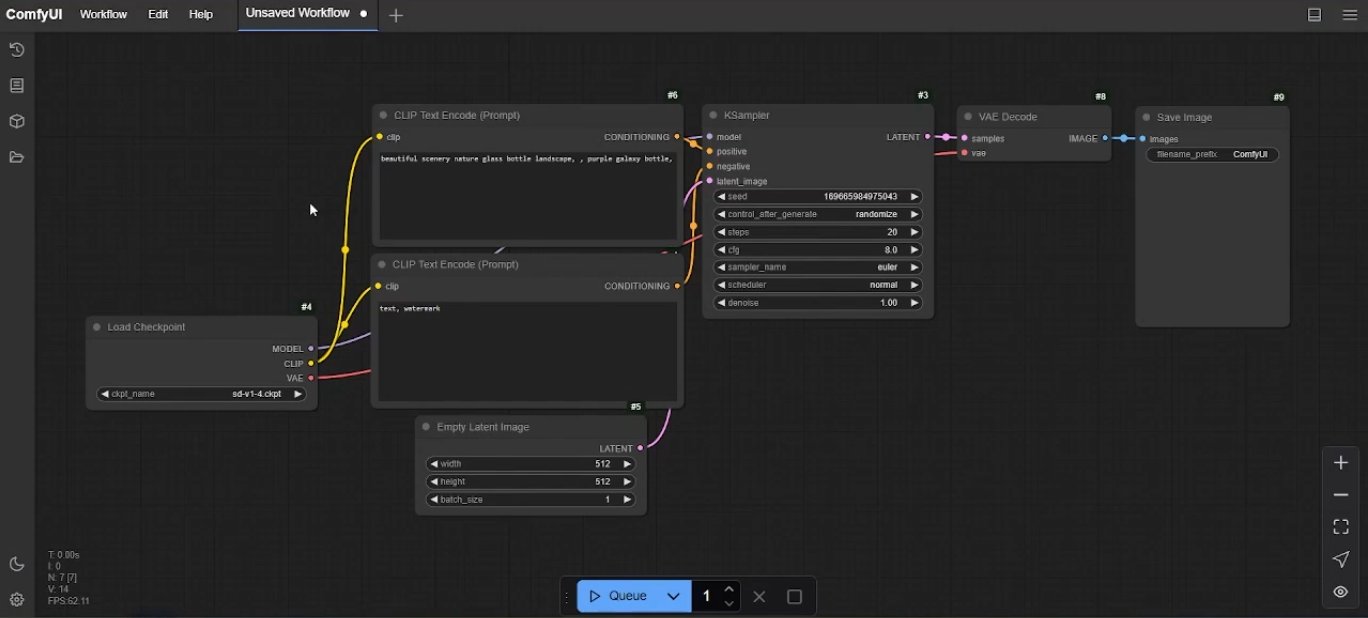 ComfyUI Workflow Edit Help Unsaved Workflow
#6
CLIP Text Encode (Prompt)
clip CONDITIONING
beautiful scenery nature glass bottle landscape, , purple galaxy bottle,
CLIP Text Encode (Prompt)
clip CONDITIONING
text, watermark
#4
Load Checkpoint
MODEL
CLIP
VAE
ckpt_name sd-v1-4.ckpt
#5
Empty Latent Image
LATENT
width 512
height 512
batch_size 1
#3
KSampler
model LATENT
positive
negative
latent_image
seed 169665984975043
control_after_generate randomize
steps 20
cfg 8.0
sampler_name euler
scheduler normal
denoise 1.00
#8
VAE Decode
samples IMAGE
vae
#9
Save Image
images
filename_prefix ComfyUI
T: 0.00s
I: 0
N: 7 [7]
V: 14
FPS:62.11
Queue 1